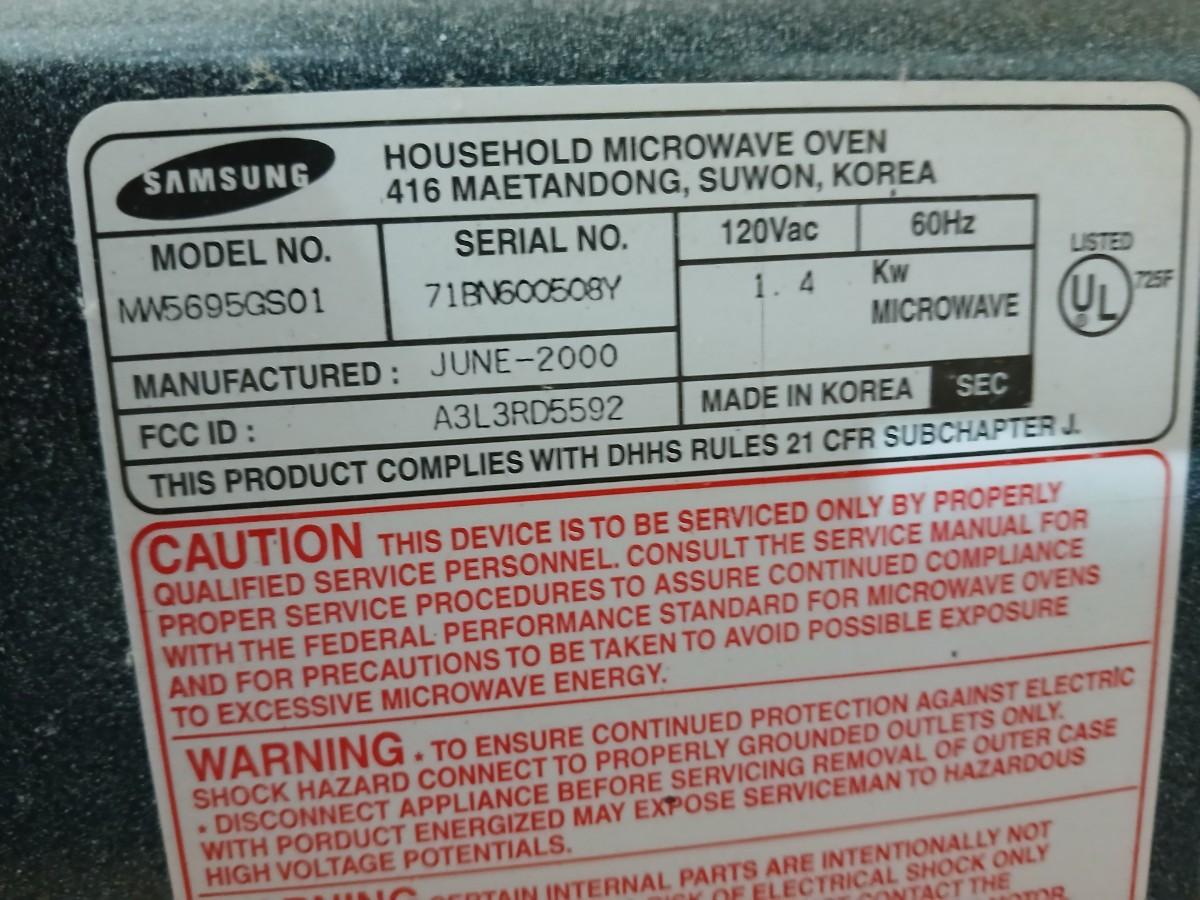 SAMSUNG
HOUSEHOLD MICROWAVE OVEN
416 MAETANDONG, SUWON, KOREA
MODEL NO.
MW5695GS01
SERIAL NO.
71BN600508Y
120Vac
60Hz
1.4 Kw
MICROWAVE
LISTED
UL
®
725F
MANUFACTURED : JUNE-2000
FCC ID : A3L3RD5592
MADE IN KOREA SEC
THIS PRODUCT COMPLIES WITH DHHS RULES 21 CFR SUBCHAPTER J.
CAUTION THIS DEVICE IS TO BE SERVICED ONLY BY PROPERLY
QUALIFIED SERVICE PERSONNEL. CONSULT THE SERVICE MANUAL FOR
PROPER SERVICE PROCEDURES TO ASSURE CONTINUED COMPLIANCE
WITH THE FEDERAL PERFORMANCE STANDARD FOR MICROWAVE OVENS
AND FOR PRECAUTIONS TO BE TAKEN TO AVOID POSSIBLE EXPOSURE
TO EXCESSIVE MICROWAVE ENERGY.
WARNING • TO ENSURE CONTINUED PROTECTION AGAINST ELECTRIC
SHOCK HAZARD CONNECT TO PROPERLY GROUNDED OUTLETS ONLY.
• DISCONNECT APPLIANCE BEFORE SERVICING REMOVAL OF OUTER CASE
WITH PORDUCT ENERGIZED MAY EXPOSE SERVICEMAN TO HAZARDOUS
HIGH VOLTAGE POTENTIALS.
WARNING CERTAIN INTERNAL PARTS ARE INTENTIONALLY NOT
RISK OF ELECTRICAL SHOCK ONLY
CONTACT THE
MOTOR.